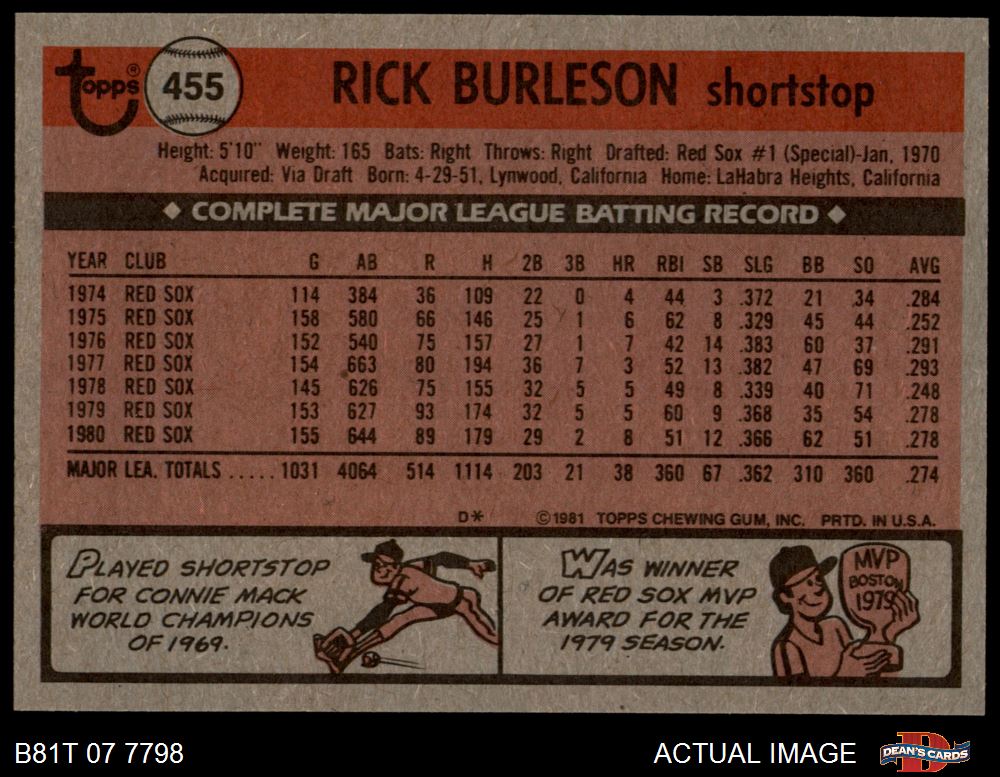 topps® 455 RICK BURLESON shortstop
Height: 5'10" Weight: 165 Bats: Right Throws: Right Drafted: Red Sox #1 (Special)-Jan, 1970
Acquired: Via Draft Born: 4-29-51, Lynwood, California Home: LaHabra Heights, California
◆ COMPLETE MAJOR LEAGUE BATTING RECORD ◆
YEAR CLUB G AB R H 2B 3B HR RBI SB SLG BB SO AVG
1974 RED SOX 114 384 36 109 22 0 4 44 3 .372 21 34 .284
1975 RED SOX 158 580 66 146 25 1 6 62 8 .329 45 44 .252
1976 RED SOX 152 540 75 157 27 1 7 42 14 .383 60 37 .291
1977 RED SOX 154 663 80 194 36 7 3 52 13 .382 47 69 .293
1978 RED SOX 145 626 75 155 32 5 5 49 8 .339 40 71 .248
1979 RED SOX 153 627 93 174 32 5 5 60 9 .368 35 54 .278
1980 RED SOX 155 644 89 179 29 2 8 51 12 .366 62 51 .278
MAJOR LEA. TOTALS ..... 1031 4064 514 1114 203 21 38 360 67 .362 310 360 .274
D* ©1981 TOPPS CHEWING GUM, INC. PRTD. IN U.S.A.
PLAYED SHORTSTOP
FOR CONNIE MACK
WORLD CHAMPIONS
OF 1969.
WAS WINNER
OF RED SOX MVP
AWARD FOR THE
1979 SEASON.
MVP
BOSTON
1979
B81T 07 7798 ACTUAL IMAGE DEAN'S CARDS